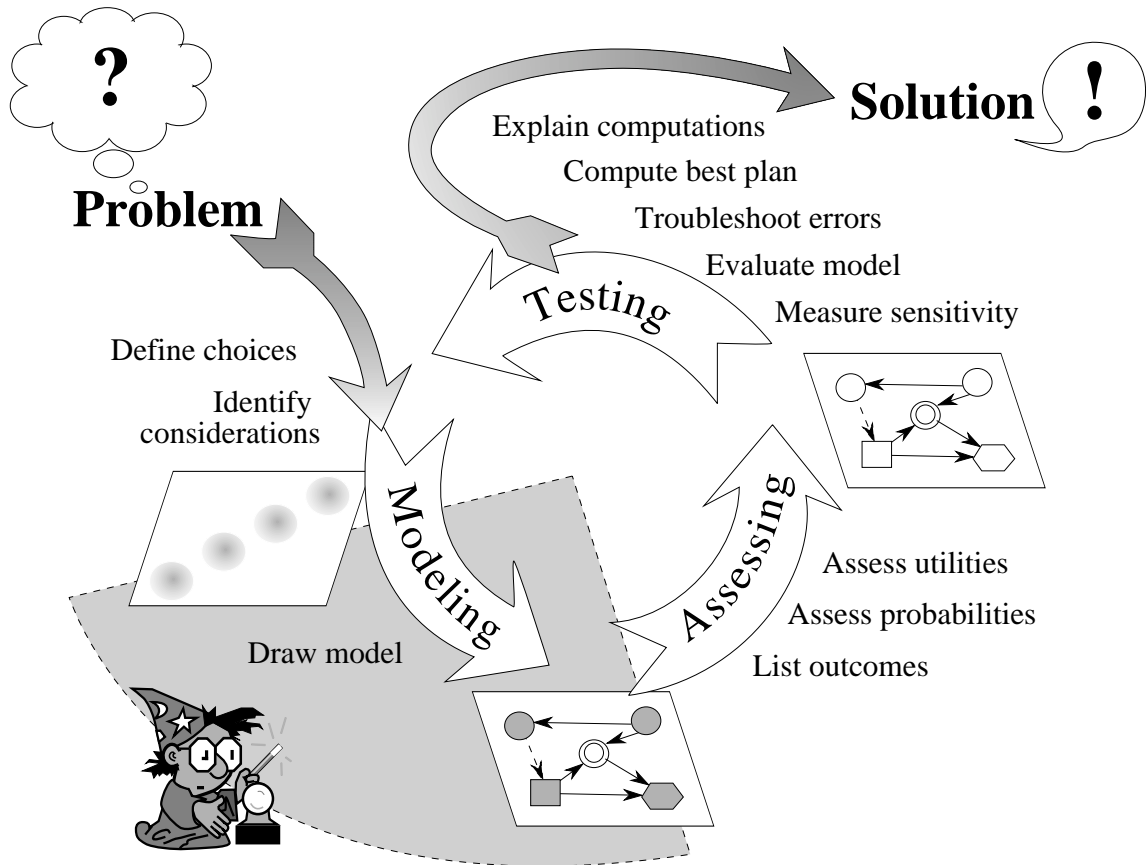 ?
Problem
!
Solution
Explain computations
Compute best plan
Troubleshoot errors
Evaluate model
Measure sensitivity
Testing
Define choices
Identify
considerations
Modeling
Draw model
Assessing
Assess utilities
Assess probabilities
List outcomes